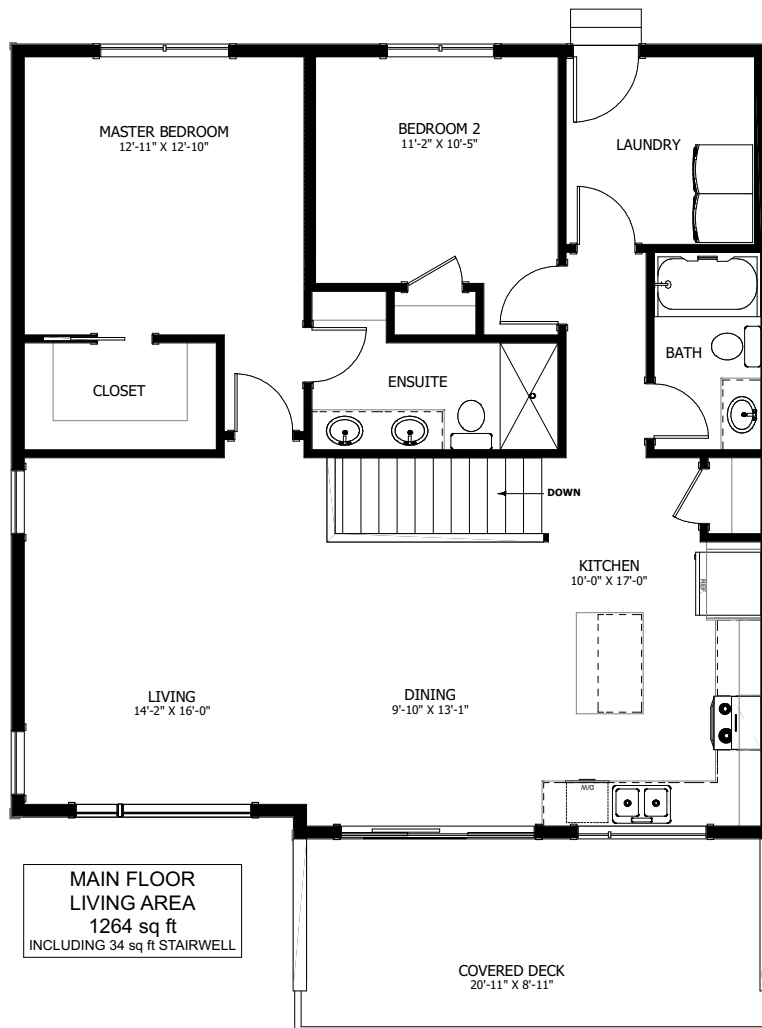 MASTER BEDROOM
12'-11" X 12'-10"
BEDROOM 2
11'-2" X 10'-5"
LAUNDRY
CLOSET
ENSUITE
BATH
DOWN
KITCHEN
10'-0" X 17'-0"
REF.
LIVING
14'-2" X 16'-0"
DINING
9'-10" X 13'-1"
D/W
MAIN FLOOR
LIVING AREA
1264 sq ft
INCLUDING 34 sq ft STAIRWELL
COVERED DECK
20'-11" X 8'-11"